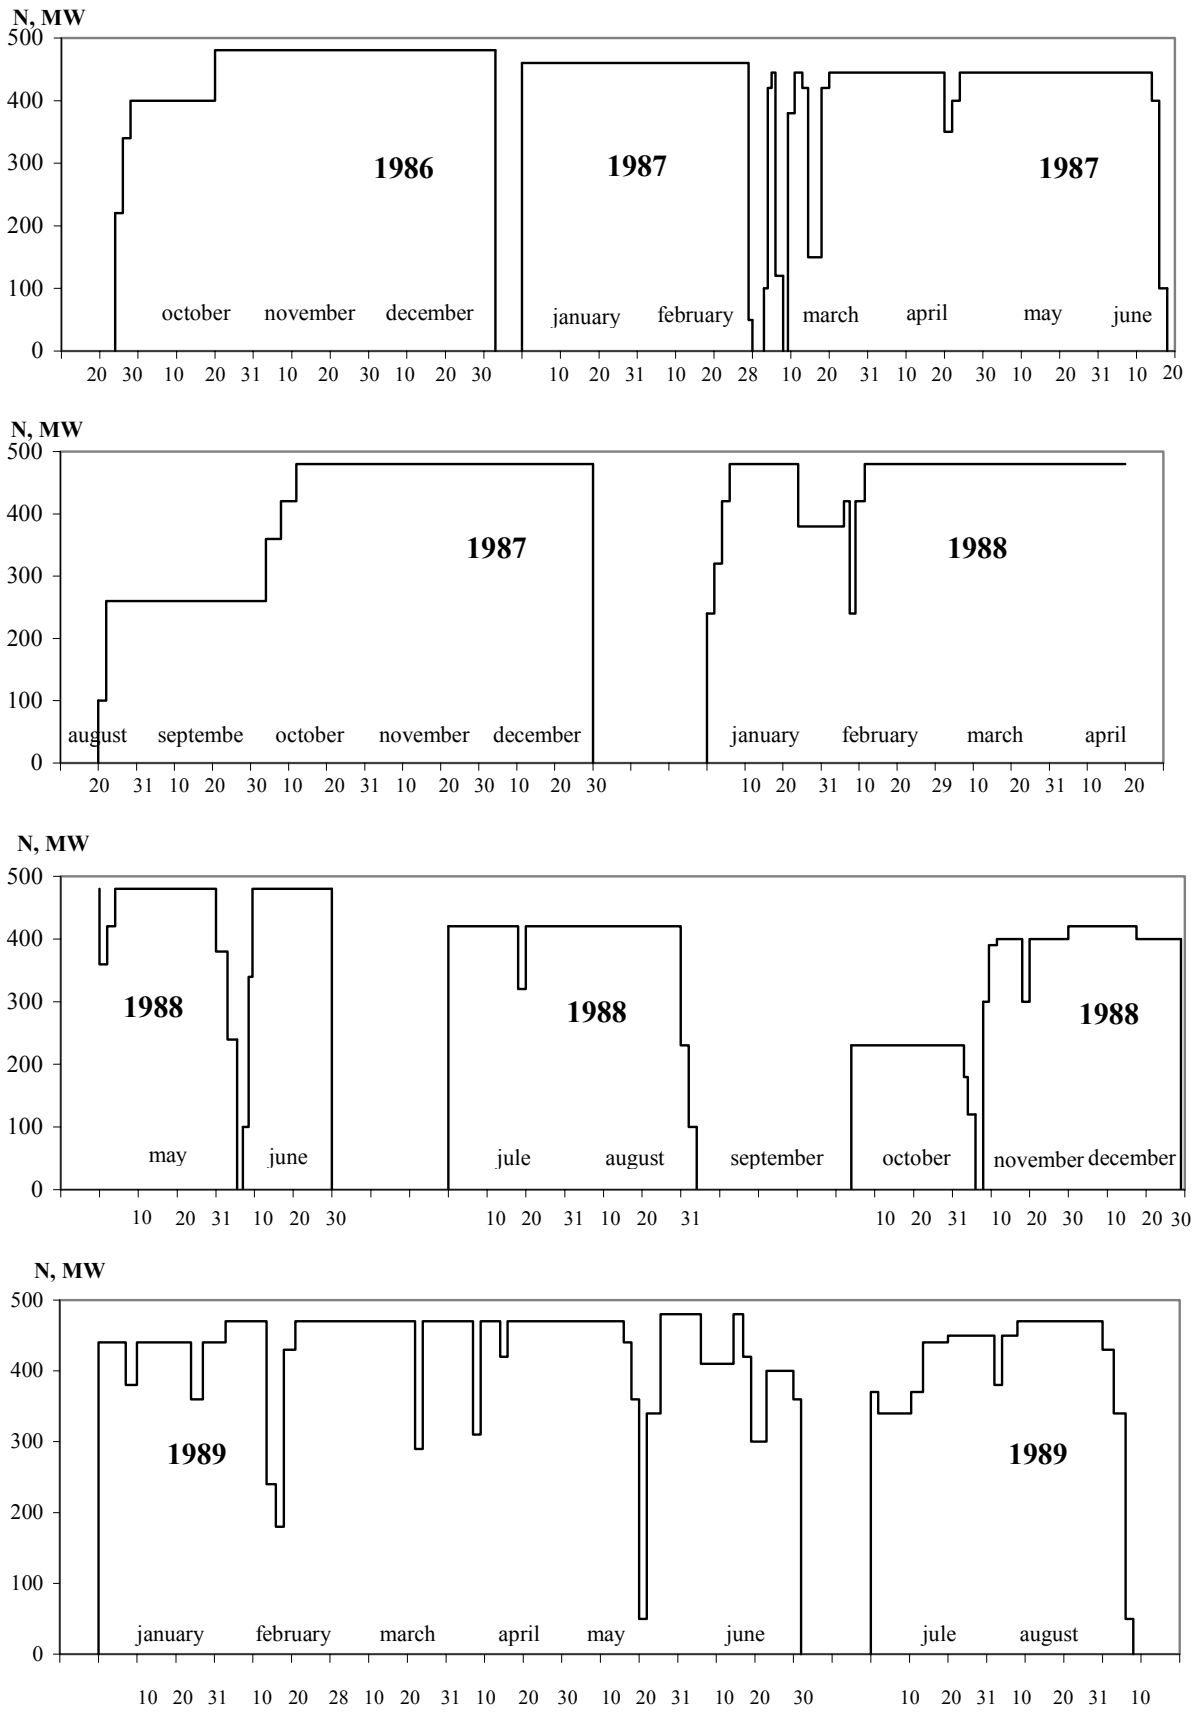 N, MW
500
400
300
200
100
0
1986 1987 1987
october november december january february march april may june
20 30 10 20 31 10 20 30 10 20 30 10 20 31 10 20 28 10 20 31 10 20 30 10 20 31 10 20
N, MW
500
400
300
200
100
0
1987 1988
august septembe october november december january february march april
20 31 10 20 30 10 20 31 10 20 30 10 20 30 10 20 31 10 20 29 10 20 31 10 20
N, MW
500
400
300
200
100
0
1988 1988 1988
may june jule august september october november december
10 20 31 10 20 30 10 20 31 10 20 31 10 20 31 10 20 30 10 20 30
N, MW
500
400
300
200
100
0
1989 1989
january february march april may june jule august
10 20 31 10 20 28 10 20 31 10 20 30 10 20 31 10 20 30 10 20 31 10 20 31 10